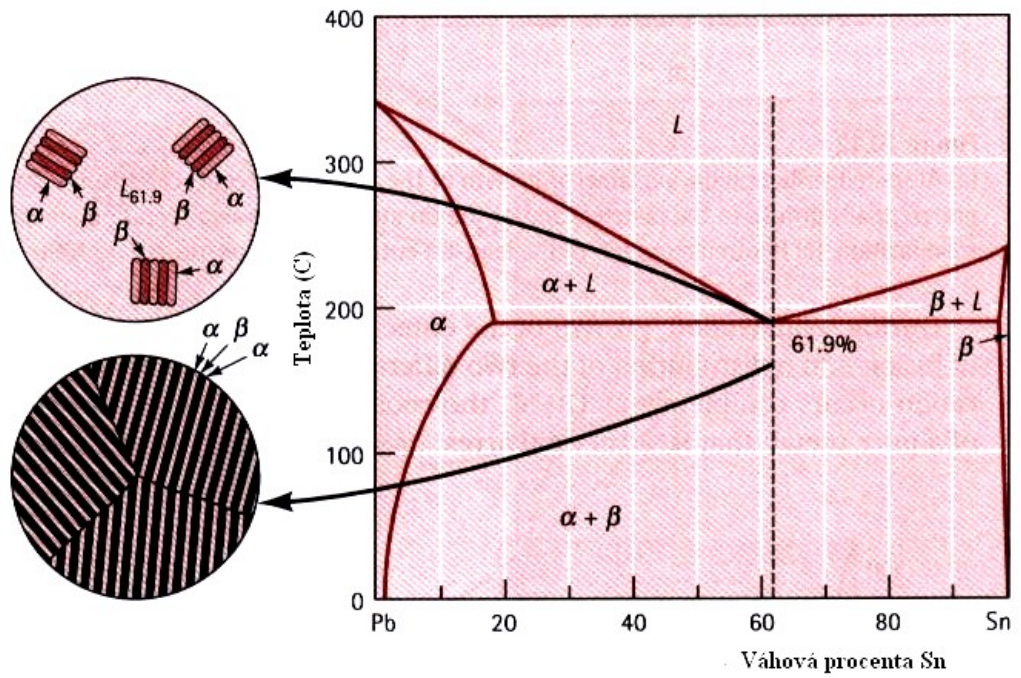 400
300
200
100
0
Teplota (C)
L
α + L
α
β + L
61.9%
β
α + β
Pb
20
40
60
80
Sn
Váhová procenta Sn
L61.9
α
β
β
α
β
α
α
β
α